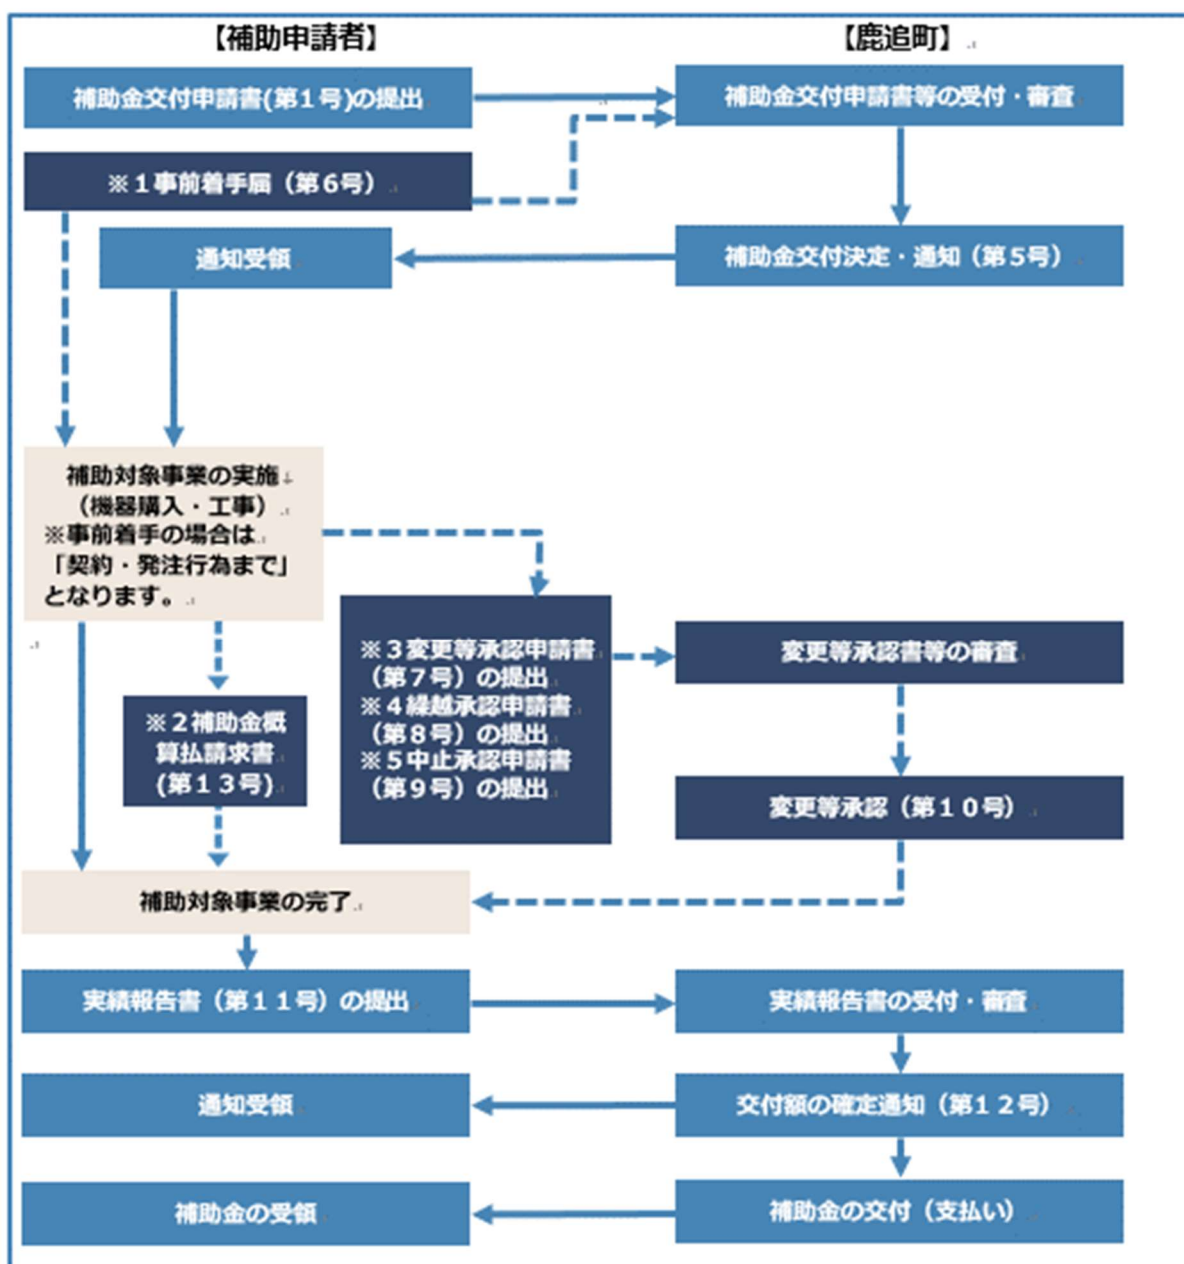 【補助申請者】
【鹿追町】
補助金交付申請書(第1号)の提出
補助金交付申請書等の受付・審査
※1事前着手届（第6号）
通知受領
補助金交付決定・通知（第5号）
補助対象事業の実施
（機器購入・工事）
※事前着手の場合は
「契約・発注行為まで」
となります。
※3変更等承認申請書
（第7号）の提出
※4繰越承認申請書
（第8号）の提出
※5中止承認申請書
（第9号）の提出
変更等承認書等の審査
※2補助金概
算払請求書
(第13号)
変更等承認（第10号）
補助対象事業の完了
実績報告書（第11号）の提出
実績報告書の受付・審査
通知受領
交付額の確定通知（第12号）
補助金の受領
補助金の交付（支払い）